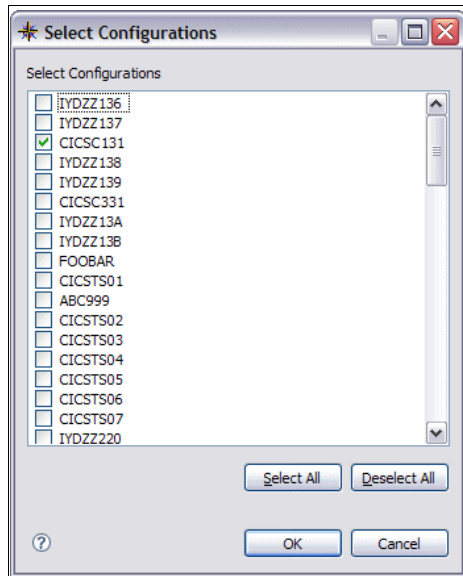 Select Configurations
Select Configurations
IYDZZ136
IYDZZ137
CICSC131
IYDZZ138
IYDZZ139
CICSC331
IYDZZ13A
IYDZZ13B
FOOBAR
CICSTS01
ABC999
CICSTS02
CICSTS03
CICSTS04
CICSTS05
CICSTS06
CICSTS07
IYDZZ220
Select All Deselect All
? OK Cancel